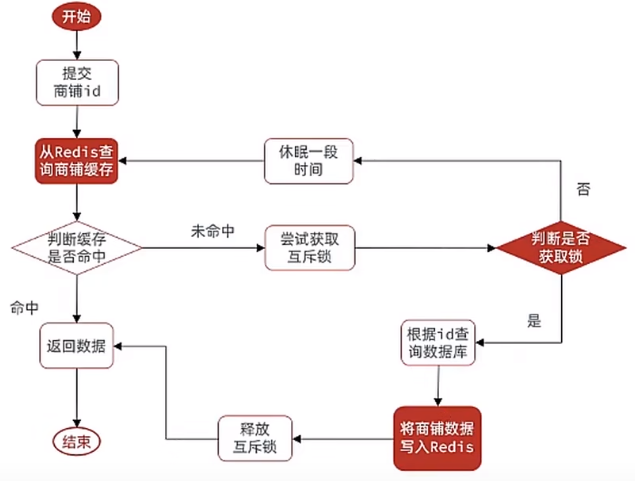 开始
提交
商铺id
从Redis查
询商铺缓存
休眠一段
时间
否
判断缓存
是否命中
未命中
尝试获取
互斥锁
判断是否
获取锁
命中
是
返回数据
根据id查
询数据库
将商铺数据
写入Redis
释放
互斥锁
结束